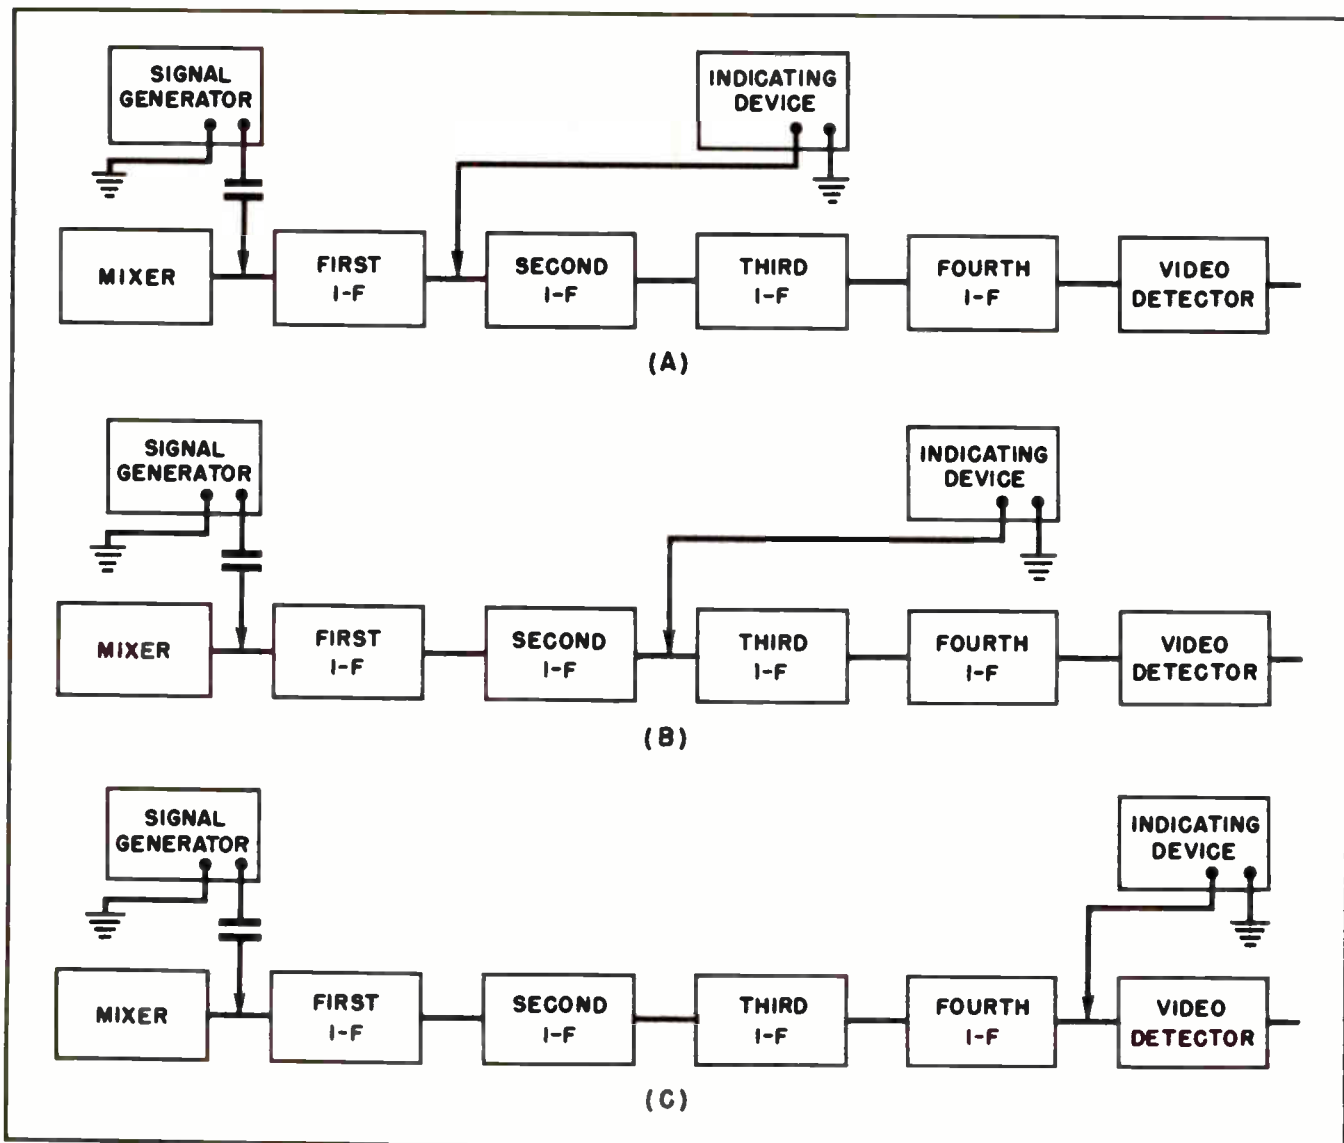 SIGNAL
GENERATOR
INDICATING
DEVICE
MIXER
FIRST
I-F
SECOND
I-F
THIRD
I-F
FOURTH
I-F
VIDEO
DETECTOR
(A)
SIGNAL
GENERATOR
INDICATING
DEVICE
MIXER
FIRST
I-F
SECOND
I-F
THIRD
I-F
FOURTH
I-F
VIDEO
DETECTOR
(B)
SIGNAL
GENERATOR
INDICATING
DEVICE
MIXER
FIRST
I-F
SECOND
I-F
THIRD
I-F
FOURTH
I-F
VIDEO
DETECTOR
(C)